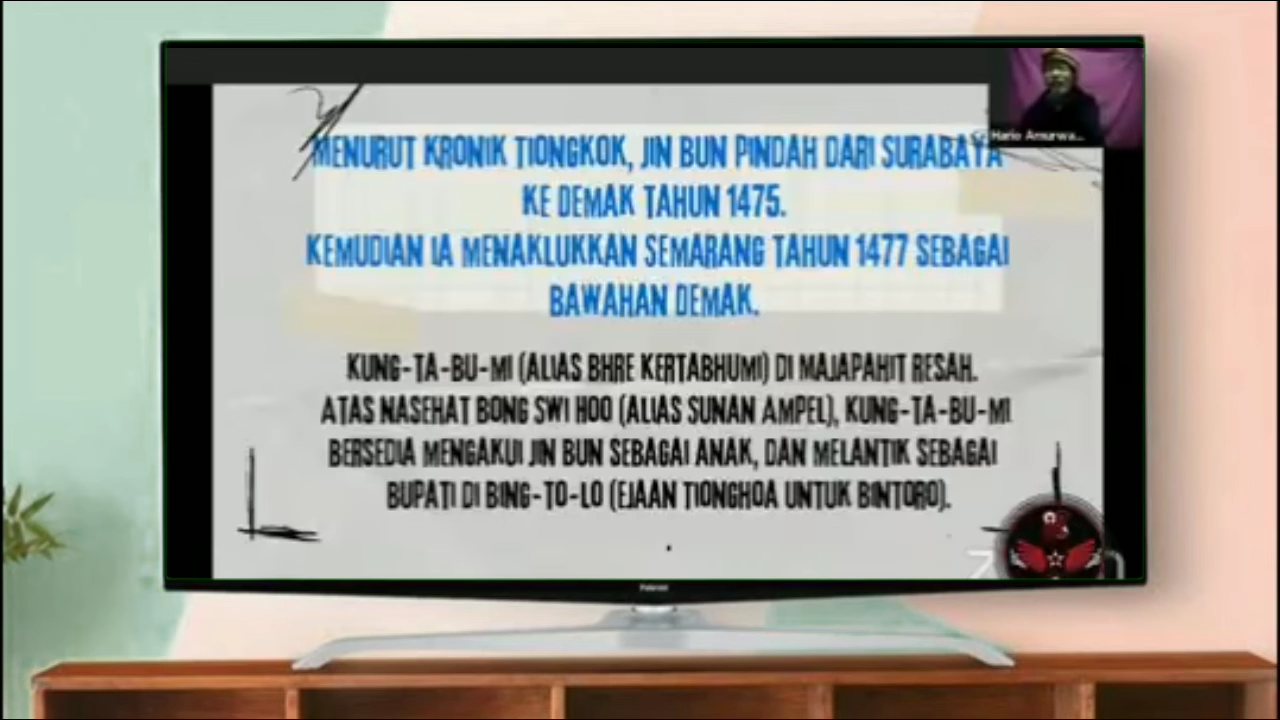 MENURUT KRONIK TIONGKOK, JIN BUN PINDAH DARI SURABAYA
KE DEMAK TAHUN 1475.
KEMUDIAN IA MENAKLUKKAN SEMARANG TAHUN 1477 SEBAGAI
BAWAHAN DEMAK.
KUNG-TA-BU-MI (ALIAS BHRE KERTABHUMI) DI MAJAPAHIT RESAH.
ATAS NASEHAT BONG SWI HOO (ALIAS SUNAN AMPEL), KUNG-TA-BU-MI
BERSEDIA MENGAKUI JIN BUN SEBAGAI ANAK, DAN MELANTIK SEBAGAI
BUPATI DI BING-TO-LO (EJAAN TIONGHOA UNTUK BINTORO).
Hario Amurwa...